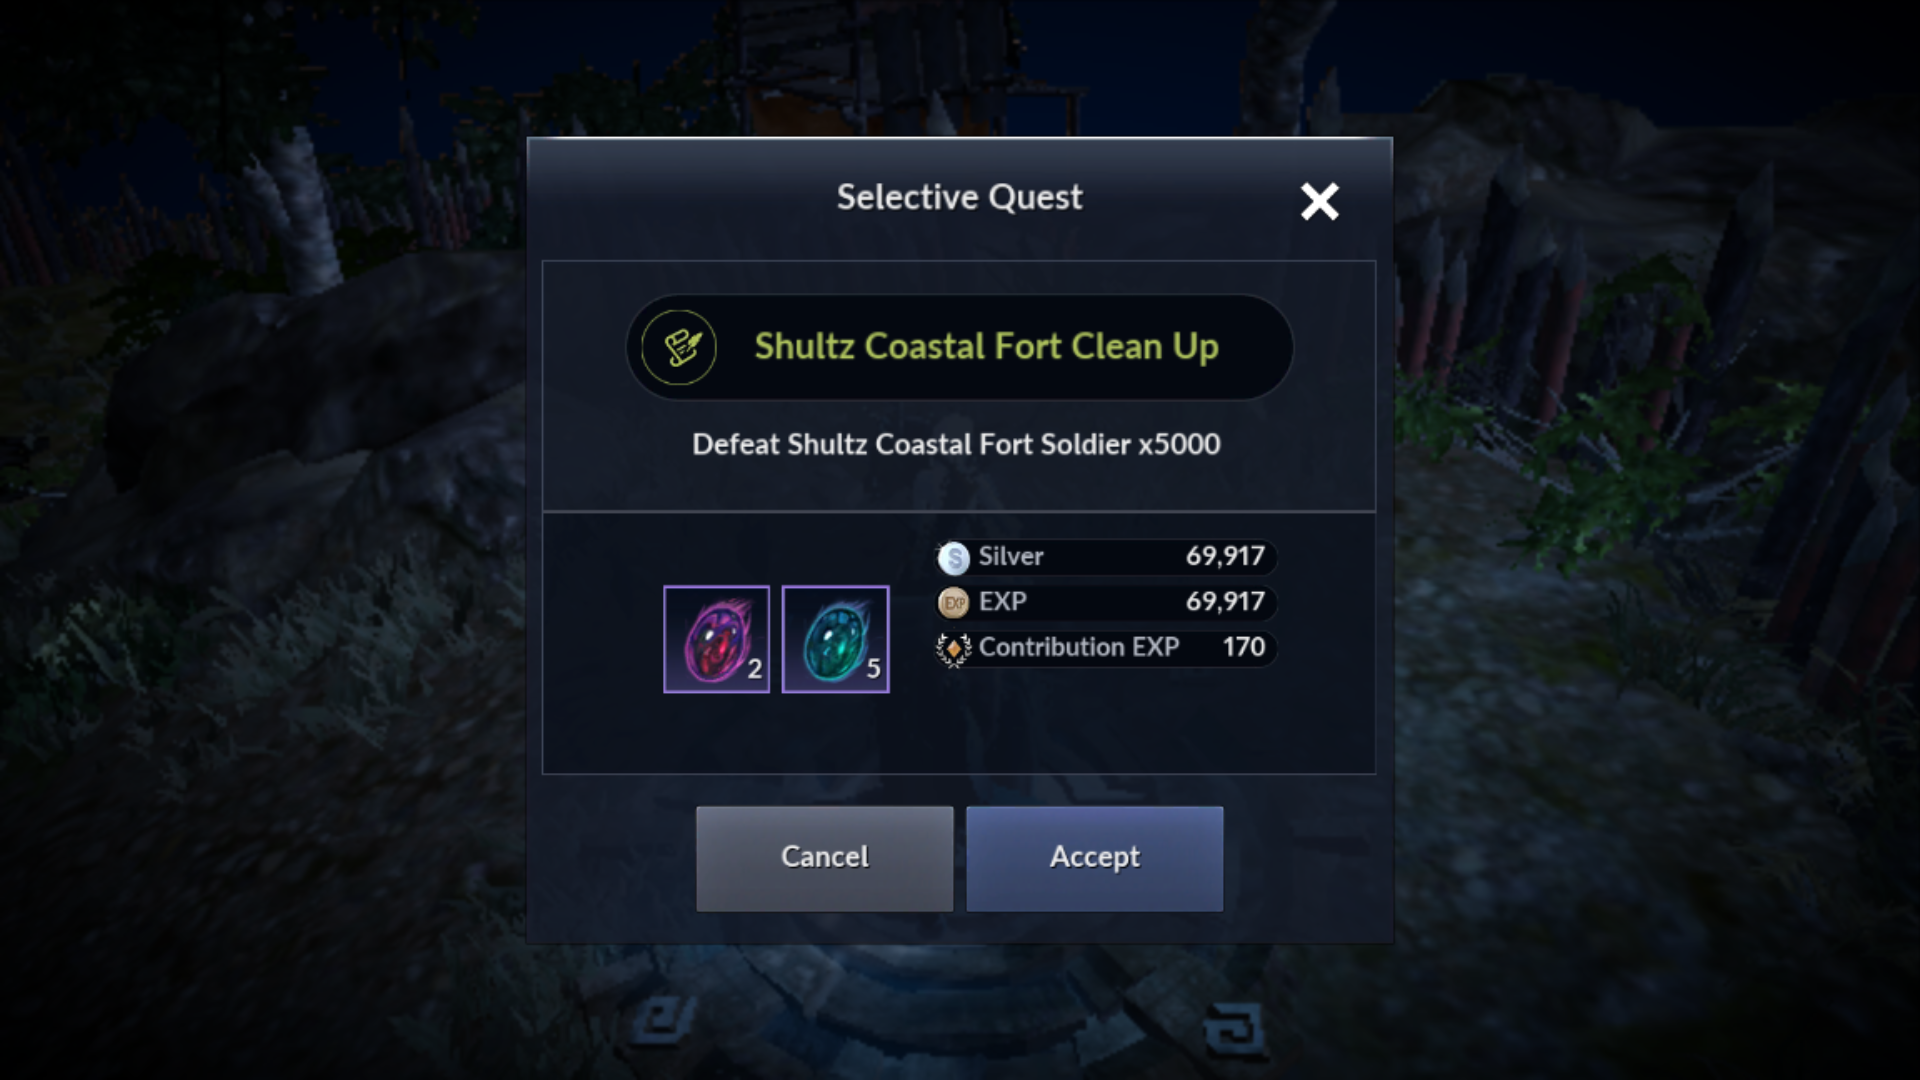 Selective Quest
Shultz Coastal Fort Clean Up
Defeat Shultz Coastal Fort Soldier x5000
S Silver 69,917
EXP EXP 69,917
Contribution EXP 170
2 5
Cancel Accept